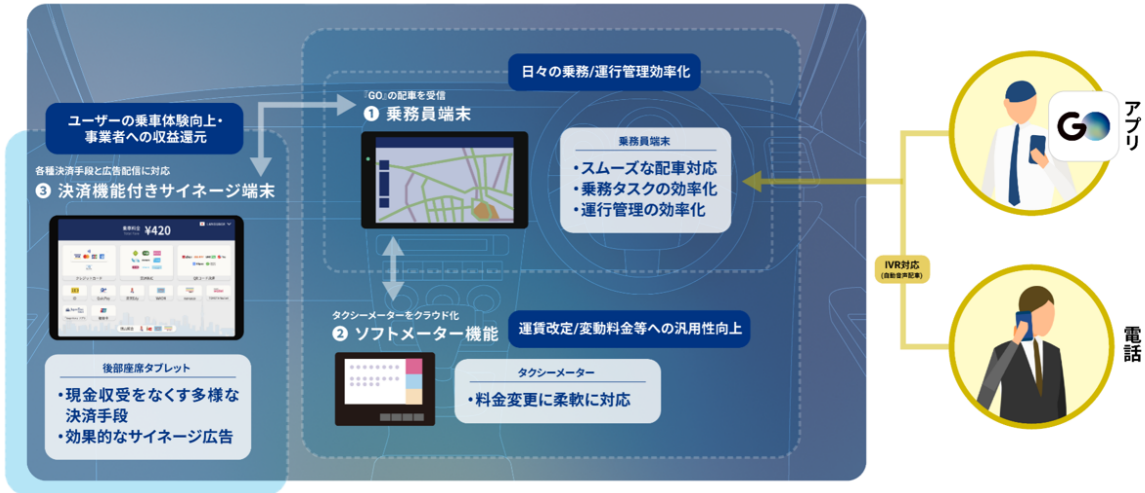 日々の乗務/運行管理効率化
『GO』の配車を受信
❶ 乗務員端末
乗務員端末
・スムーズな配車対応
・乗務タスクの効率化
・運行管理の効率化
ユーザーの乗車体験向上・
事業者への収益還元
各種決済手段と広告配信に対応
❸ 決済機能付きサイネージ端末
¥420
後部座席タブレット
・現金収受をなくす多様な
決済手段
・効果的なサイネージ広告
タクシーメーターをクラウド化
❷ ソフトメーター機能
運賃改定/変動料金等への汎用性向上
タクシーメーター
・料金変更に柔軟に対応
IVR対応
(自動音声配車)
GO
アプリ
電話